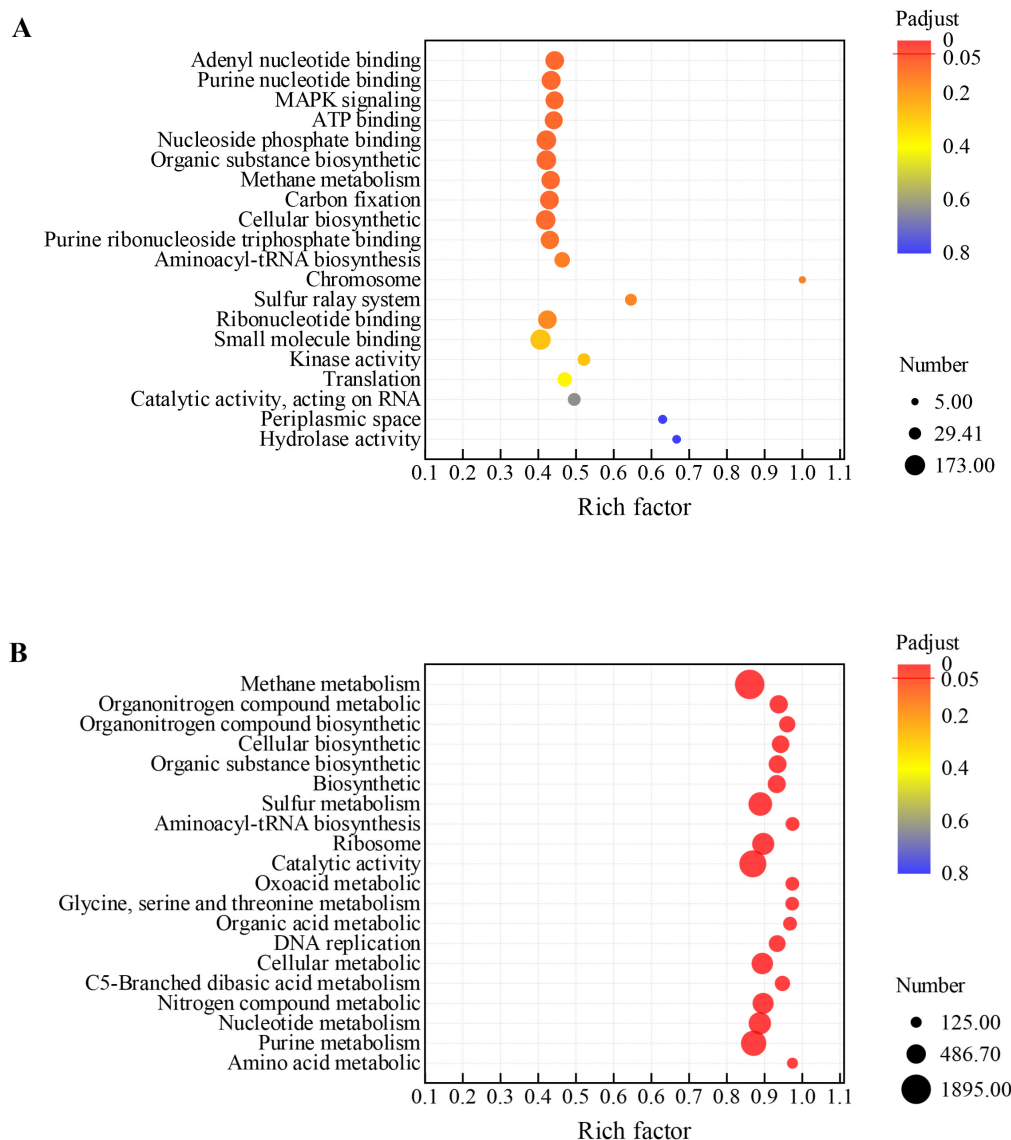 A
Adenyl nucleotide binding
Purine nucleotide binding
MAPK signaling
ATP binding
Nucleoside phosphate binding
Organic substance biosynthetic
Methane metabolism
Carbon fixation
Cellular biosynthetic
Purine ribonucleoside triphosphate binding
Aminoacyl-tRNA biosynthesis
Chromosome
Sulfur ralay system
Ribonucleotide binding
Small molecule binding
Kinase activity
Translation
Catalytic activity, acting on RNA
Periplasmic space
Hydrolase activity
0.1 0.2 0.3 0.4 0.5 0.6 0.7 0.8 0.9 1.0 1.1
Rich factor
Padjust
0
0.05
0.2
0.4
0.6
0.8
Number
5.00
29.41
173.00
B
Methane metabolism
Organonitrogen compound metabolic
Organonitrogen compound biosynthetic
Cellular biosynthetic
Organic substance biosynthetic
Biosynthetic
Sulfur metabolism
Aminoacyl-tRNA biosynthesis
Ribosome
Catalytic activity
Oxoacid metabolic
Glycine, serine and threonine metabolism
Organic acid metabolic
DNA replication
Cellular metabolic
C5-Branched dibasic acid metabolism
Nitrogen compound metabolic
Nucleotide metabolism
Purine metabolism
Amino acid metabolic
0.1 0.2 0.3 0.4 0.5 0.6 0.7 0.8 0.9 1.0 1.1
Rich factor
Padjust
0
0.05
0.2
0.4
0.6
0.8
Number
125.00
486.70
1895.00